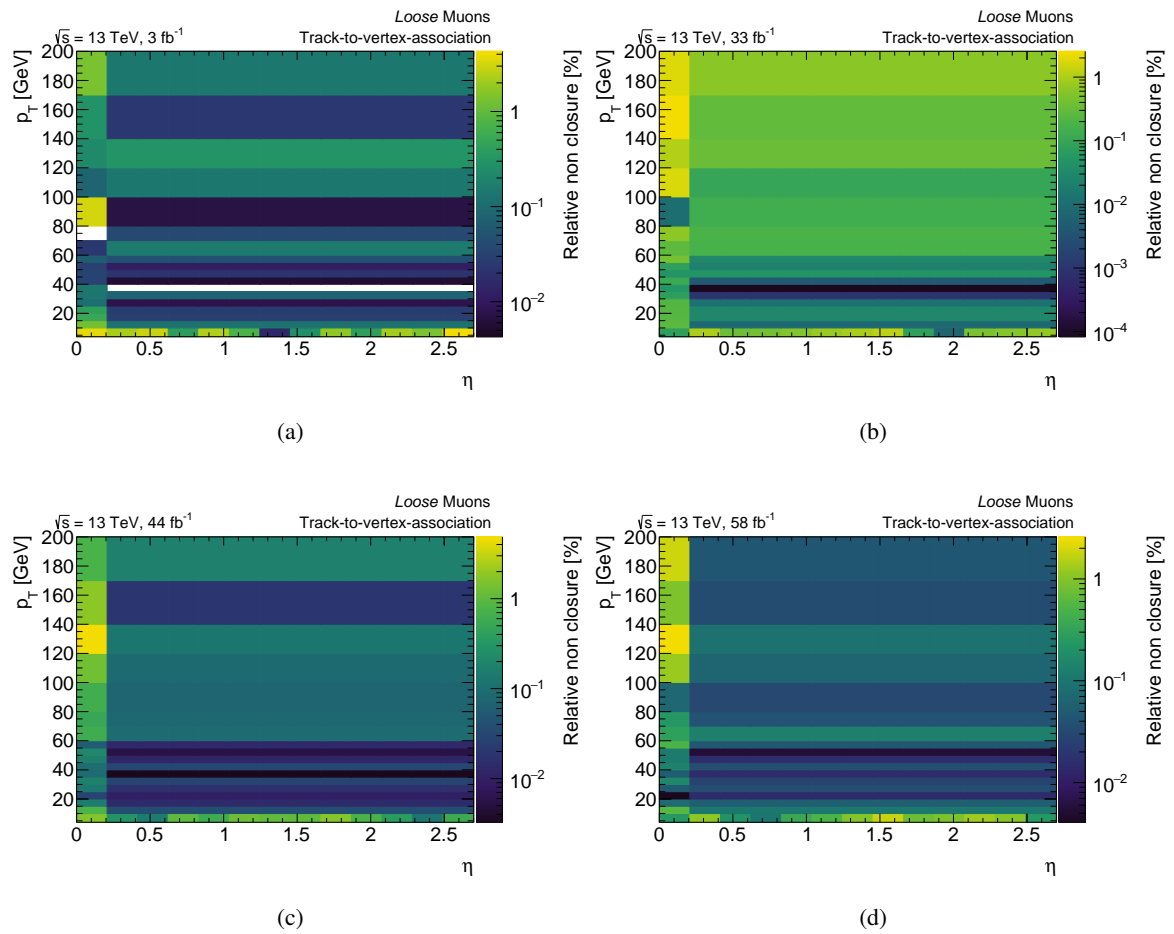 Loose Muons
√s = 13 TeV, 3 fb⁻¹ Track-to-vertex-association
p_T [GeV]
200
180
160
140
120
100
80
60
40
20
0 0.5 1 1.5 2 2.5
η
1
10⁻¹
10⁻²
Relative non closure [%]
(a)
Loose Muons
√s = 13 TeV, 33 fb⁻¹ Track-to-vertex-association
p_T [GeV]
200
180
160
140
120
100
80
60
40
20
0 0.5 1 1.5 2 2.5
η
1
10⁻¹
10⁻²
10⁻³
10⁻⁴
Relative non closure [%]
(b)
Loose Muons
√s = 13 TeV, 44 fb⁻¹ Track-to-vertex-association
p_T [GeV]
200
180
160
140
120
100
80
60
40
20
0 0.5 1 1.5 2 2.5
η
1
10⁻¹
10⁻²
Relative non closure [%]
(c)
Loose Muons
√s = 13 TeV, 58 fb⁻¹ Track-to-vertex-association
p_T [GeV]
200
180
160
140
120
100
80
60
40
20
0 0.5 1 1.5 2 2.5
η
1
10⁻¹
10⁻²
Relative non closure [%]
(d)